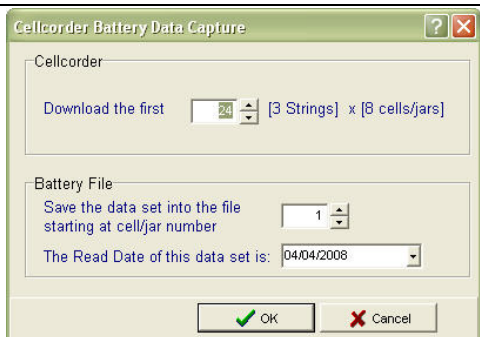 Cellcorder Battery Data Capture
Cellcorder
Download the first 24 [3 Strings] x [8 cells/jars]
Battery File
Save the data set into the file
starting at cell/jar number 1
The Read Date of this data set is: 04/04/2008
OK Cancel